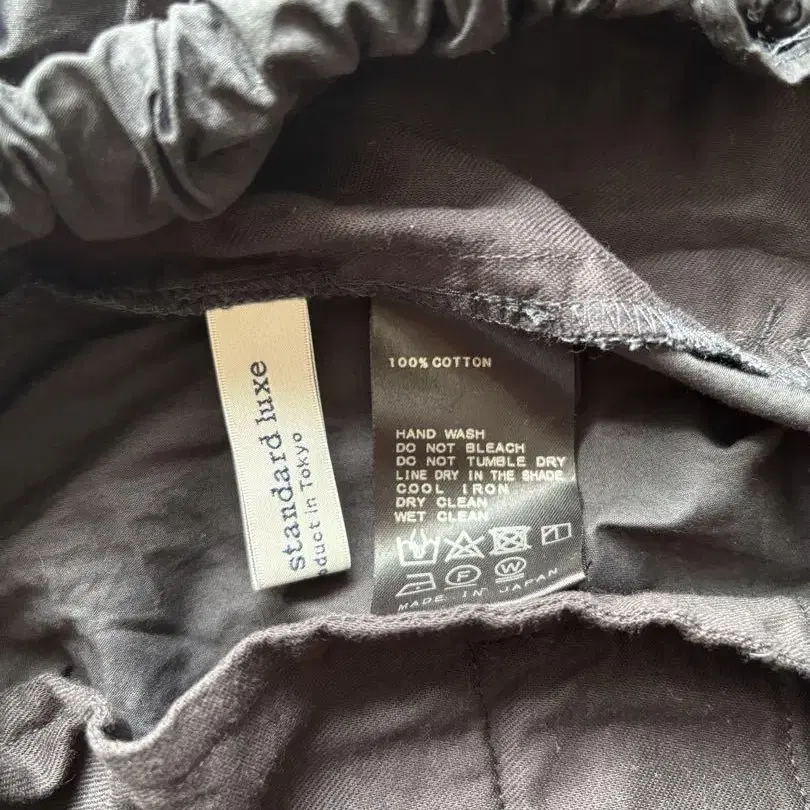 standard luxe
oduct in Tokyo
100% COTTON
HAND WASH
DO NOT BLEACH
DO NOT TUMBLE DRY
LINE DRY IN THE SHADE
COOL IRON
DRY CLEAN
WET CLEAN
F W
MADE IN JAPAN